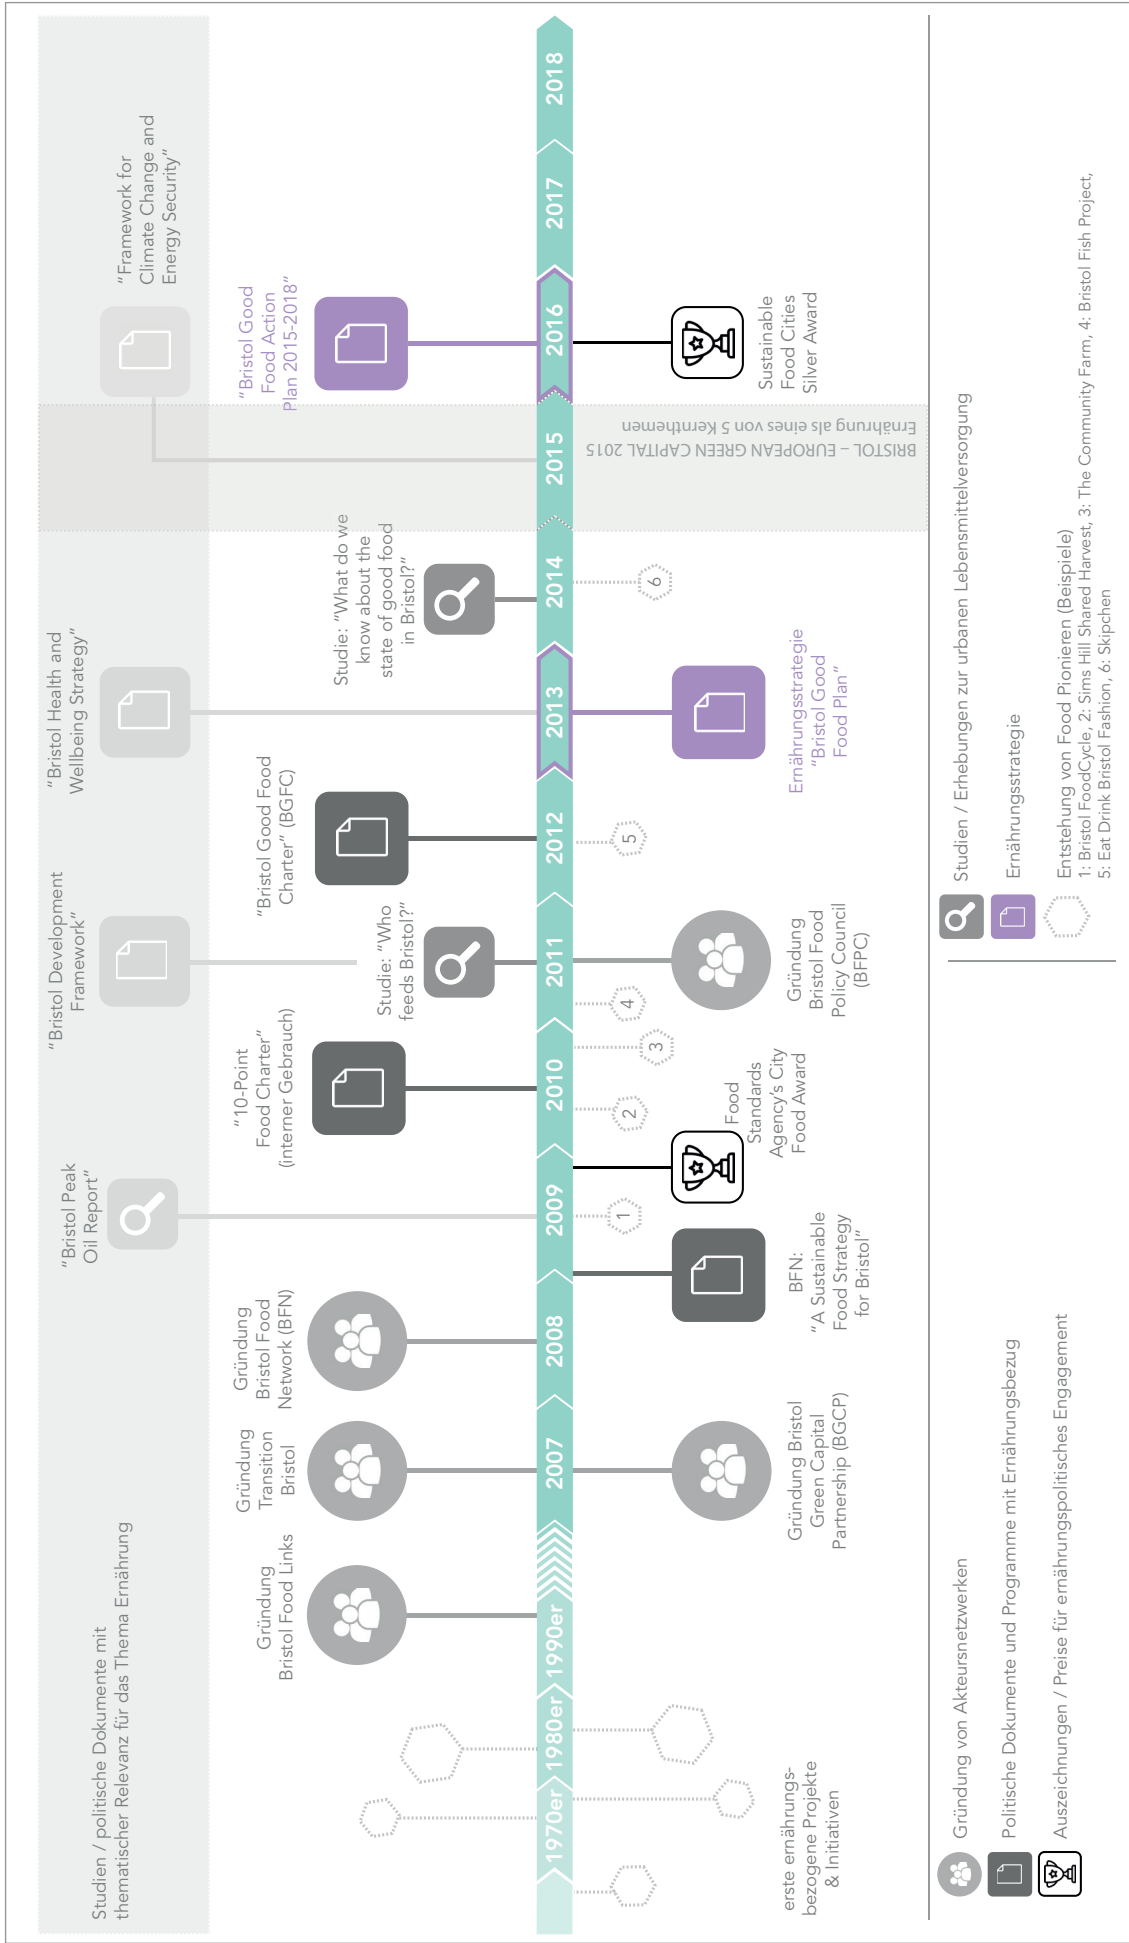 Studien / politische Dokumente mit
thematischer Relevanz für das Thema Ernährung
"Bristol Peak
Oil Report"
"Bristol Development
Framework"
"Bristol Health and
Wellbeing Strategy"
"Framework for
Climate Change and
Energy Security"
Gründung
Bristol Food Links
Gründung
Transition
Bristol
Gründung
Bristol Food
Network (BFN)
"10-Point
Food Charter"
(interner Gebrauch)
Studie: "Who
feeds Bristol?"
"Bristol Good Food
Charter" (BGFC)
Studie: "What do we
know about the
state of good food
in Bristol?"
"Bristol Good
Food Action
Plan 2015-2018"
1970er
1980er
1990er
2007
2008
2009
2010
2011
2012
2013
2014
2015
2016
2017
2018
1
2
3
4
5
6
BRISTOL – EUROPEAN GREEN CAPITAL 2015
Ernährung als eines von 5 Kernthemen
erste ernährungs-
bezogene Projekte
& Initiativen
Gründung Bristol
Green Capital
Partnership (BGCP)
BFN:
"A Sustainable
Food Strategy
for Bristol"
Food
Standards
Agency's City
Food Award
Gründung
Bristol Food
Policy Council
(BFPC)
Ernährungsstrategie
"Bristol Good
Food Plan"
Sustainable
Food Cities
Silver Award
Gründung von Akteursnetzwerken
Politische Dokumente und Programme mit Ernährungsbezug
Auszeichnungen / Preise für ernährungspolitisches Engagement
Studien / Erhebungen zur urbanen Lebensmittelversorgung
Ernährungsstrategie
Entstehung von Food Pionieren (Beispiele)
1: Bristol FoodCycle, 2: Sims Hill Shared Harvest, 3: The Community Farm, 4: Bristol Fish Project,
5: Eat Drink Bristol Fashion, 6: Skipchen